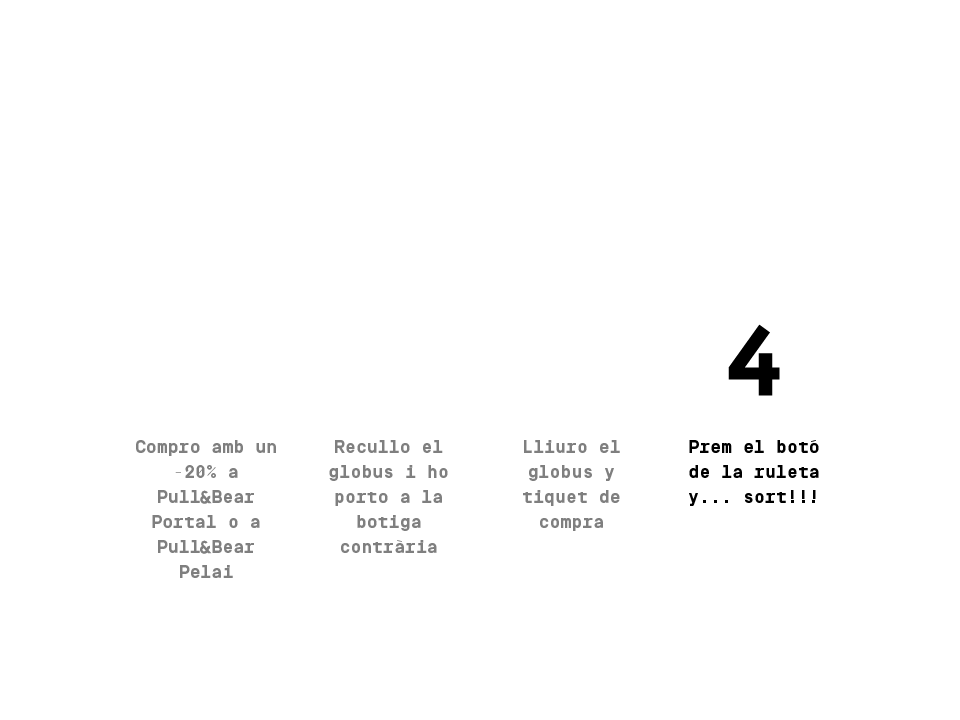 4
Compro amb un
-20% a
Pull&Bear
Portal o a
Pull&Bear
Pelai
Recullo el
globus i ho
porto a la
botiga
contrària
Lliuro el
globus y
tiquet de
compra
Prem el botó
de la ruleta
y... sort!!!